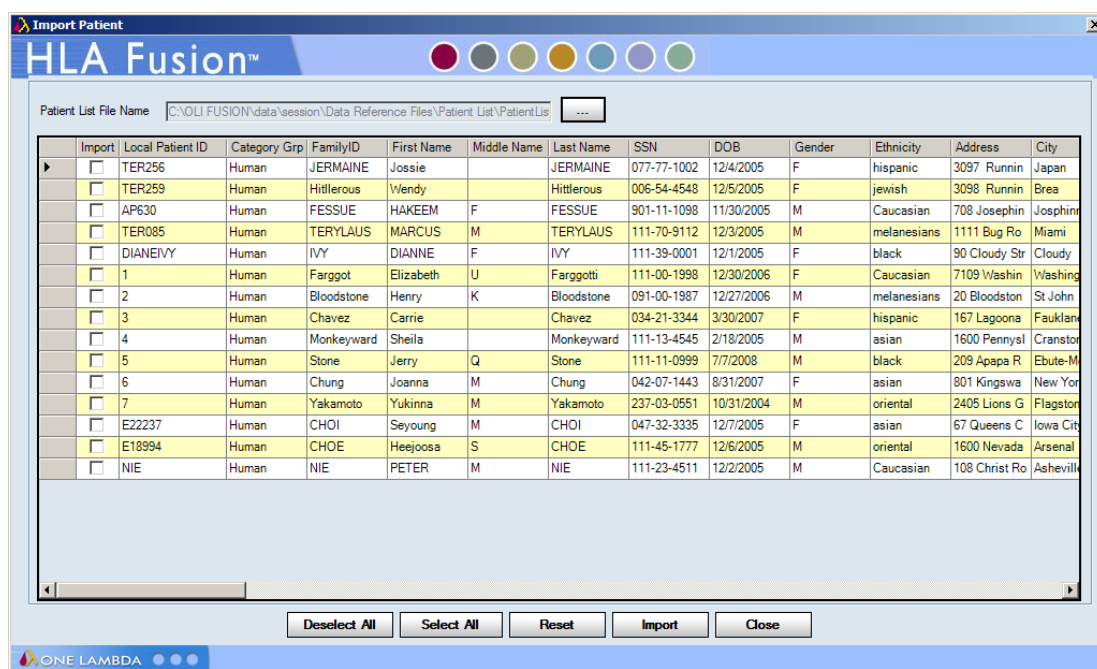 Import Patient
HLA Fusion™
Patient List File Name C:\OLI FUSION\data\session\Data Reference Files\Patient List\PatientLis ...
Import Local Patient ID Category Grp FamilyID First Name Middle Name Last Name SSN DOB Gender Ethnicity Address City
TER256 Human JERMAINE Jossie JERMAINE 077-77-1002 12/4/2005 F hispanic 3097 Runnin Japan
TER259 Human Hitllerous Wendy Hittlerous 006-54-4548 12/5/2005 F jewish 3098 Runnin Brea
AP630 Human FESSUE HAKEEM F FESSUE 901-11-1098 11/30/2005 M Caucasian 708 Josephin Josphinr
TER085 Human TERYLAUS MARCUS M TERYLAUS 111-70-9112 12/3/2005 M melanesians 1111 Bug Ro Miami
DIANEIVY Human IVY DIANNE F IVY 111-39-0001 12/1/2005 F black 90 Cloudy Str Cloudy
1 Human Farggot Elizabeth U Farggotti 111-00-1998 12/30/2006 F Caucasian 7109 Washin Washing
2 Human Bloodstone Henry K Bloodstone 091-00-1987 12/27/2006 M melanesians 20 Bloodston St John
3 Human Chavez Carrie Chavez 034-21-3344 3/30/2007 F hispanic 167 Lagoona Fauklan
4 Human Monkeyward Sheila Monkeyward 111-13-4545 2/18/2005 M asian 1600 Pennysl Cranston
5 Human Stone Jerry Q Stone 111-11-0999 7/7/2008 M black 209 Apapa R Ebute-M
6 Human Chung Joanna M Chung 042-07-1443 8/31/2007 F asian 801 Kingswa New Yor
7 Human Yakamoto Yukinna M Yakamoto 237-03-0551 10/31/2004 M oriental 2405 Lions G Flagston
E22237 Human CHOI Seyoung M CHOI 047-32-3335 12/7/2005 F asian 67 Queens C Iowa City
E18994 Human CHOE Heejoosa S CHOE 111-45-1777 12/6/2005 M oriental 1600 Nevada Arsenal
NIE Human NIE PETER M NIE 111-23-4511 12/2/2005 M Caucasian 108 Christ Ro Asheville
Deselect All Select All Reset Import Close
ONE LAMBDA